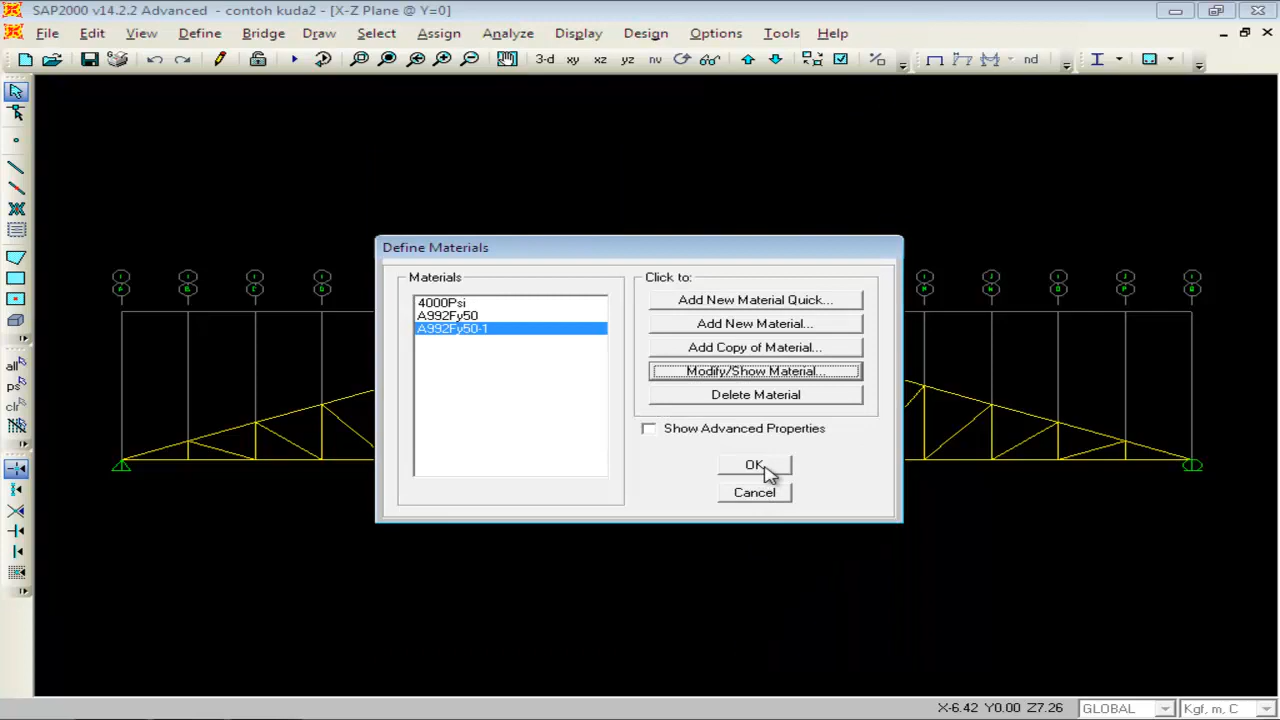 SAP2000 v14.2.2 Advanced - contoh kuda2 - [X-Z Plane @ Y=0]
File Edit View Define Bridge Draw Select Assign Analyze Display Design Options Tools Help
3-d xy xz yz nv nd
all
ps
clr
Define Materials
Materials
4000Psi
A992Fy50
A992Fy50-1
Click to:
Add New Material Quick...
Add New Material...
Add Copy of Material...
Modify/Show Material...
Delete Material
Show Advanced Properties
OK
Cancel
X-6.42 Y0.00 Z7.26 GLOBAL Kgf, m, C